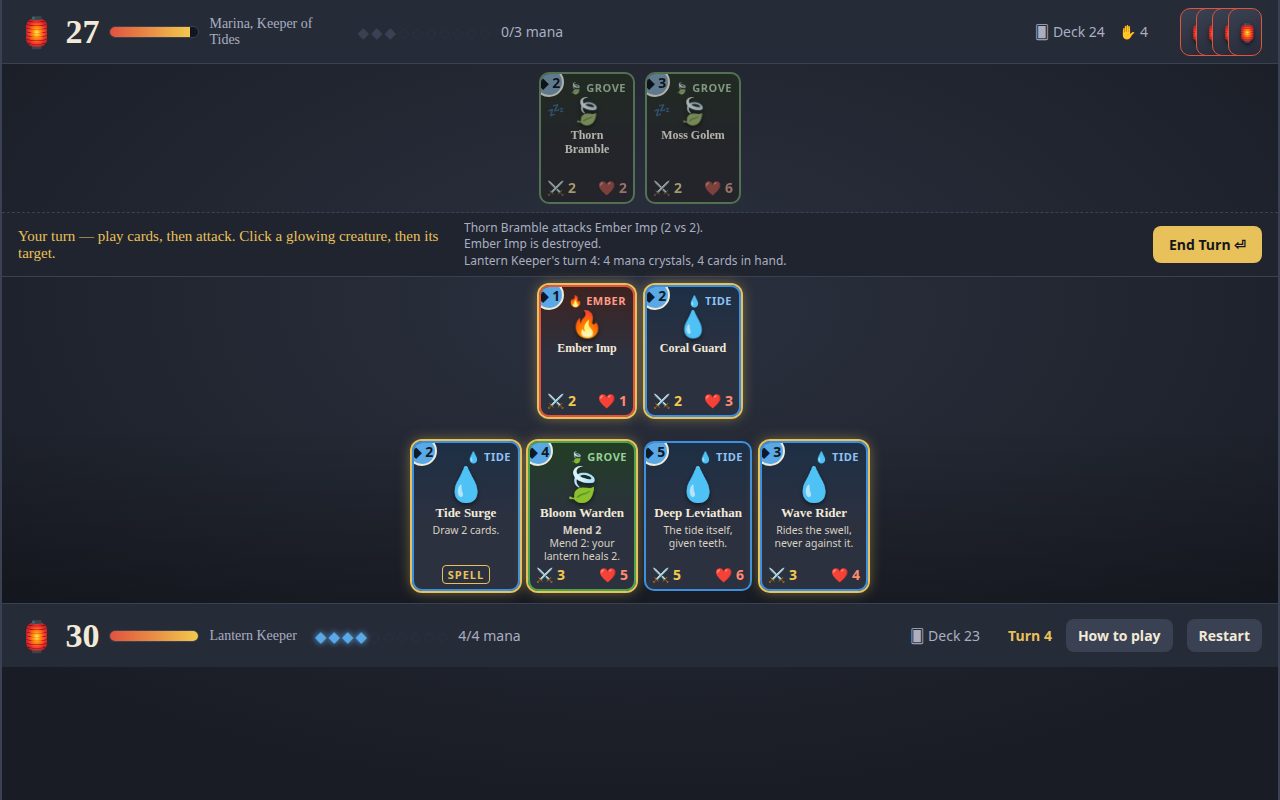 27
Marina, Keeper of
Tides
0/3 mana
Deck 24
4
2
GROVE
Thorn
Bramble
2
2
3
GROVE
Moss Golem
2
6
Your turn — play cards, then attack. Click a glowing creature, then its
target.
Thorn Bramble attacks Ember Imp (2 vs 2).
Ember Imp is destroyed.
Lantern Keeper's turn 4: 4 mana crystals, 4 cards in hand.
End Turn ⏎
1
EMBER
Ember Imp
2
1
2
TIDE
Coral Guard
2
3
2
TIDE
Tide Surge
Draw 2 cards.
SPELL
4
GROVE
Bloom Warden
Mend 2
Mend 2: your
lantern heals 2.
3
5
5
TIDE
Deep Leviathan
The tide itself,
given teeth.
5
6
3
TIDE
Wave Rider
Rides the swell,
never against it.
3
4
30
Lantern Keeper
4/4 mana
Deck 23
Turn 4
How to play
Restart